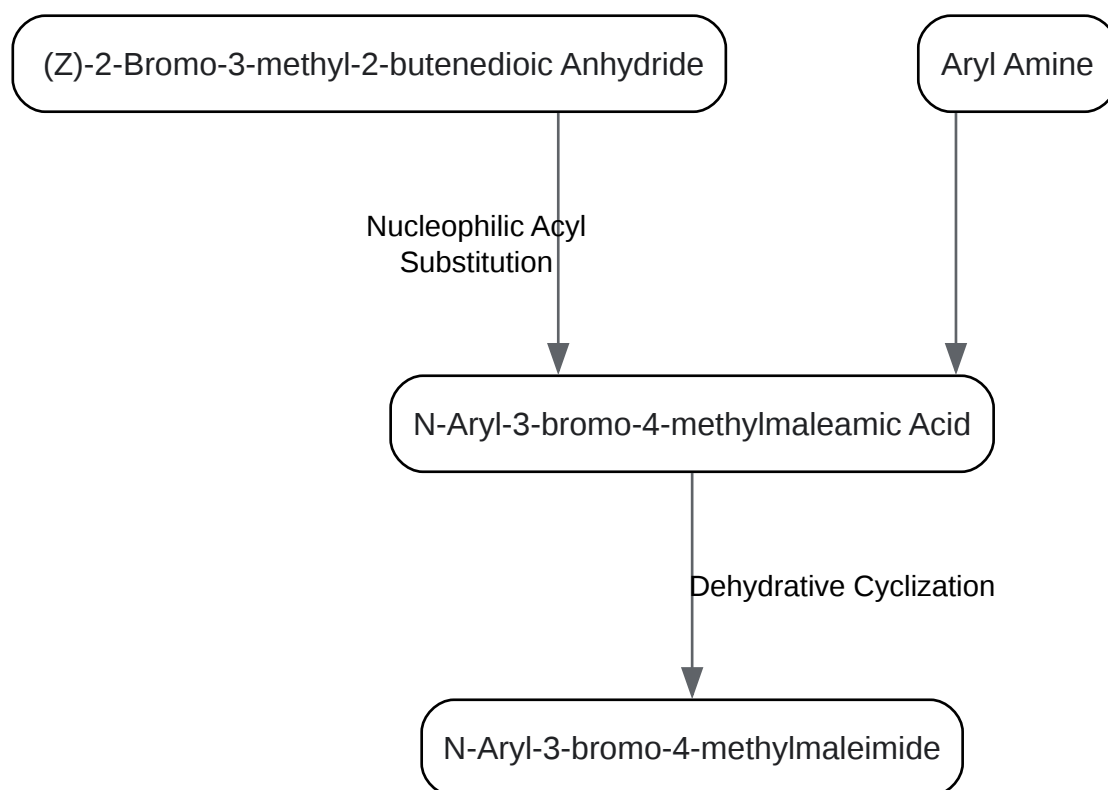 (Z)-2-Bromo-3-methyl-2-butenedioic Anhydride
Aryl Amine
Nucleophilic Acyl
Substitution
N-Aryl-3-bromo-4-methylmaleamic Acid
Dehydrative Cyclization
N-Aryl-3-bromo-4-methylmaleimide